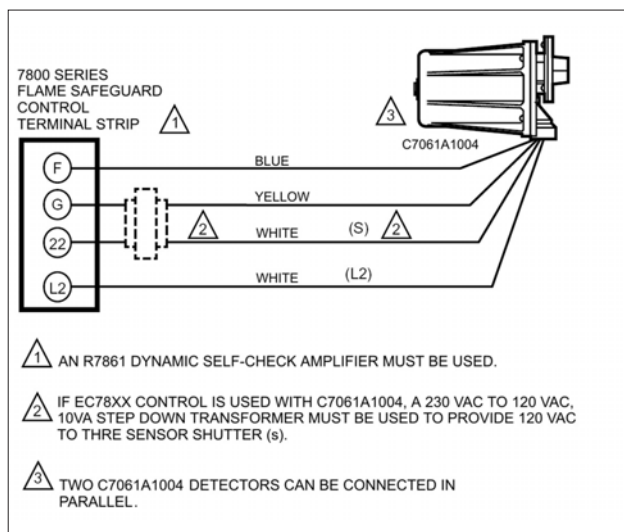 7800 SERIES
FLAME SAFEGUARD
CONTROL
TERMINAL STRIP
1
3
C7061A1004
F
BLUE
G
YELLOW
2
22
WHITE
(S)
2
L2
WHITE
(L2)
1 AN R7861 DYNAMIC SELF-CHECK AMPLIFIER MUST BE USED.
2 IF EC78XX CONTROL IS USED WITH C7061A1004, A 230 VAC TO 120 VAC,
10VA STEP DOWN TRANSFORMER MUST BE USED TO PROVIDE 120 VAC
TO THRE SENSOR SHUTTER (s).
3 TWO C7061A1004 DETECTORS CAN BE CONNECTED IN
PARALLEL.